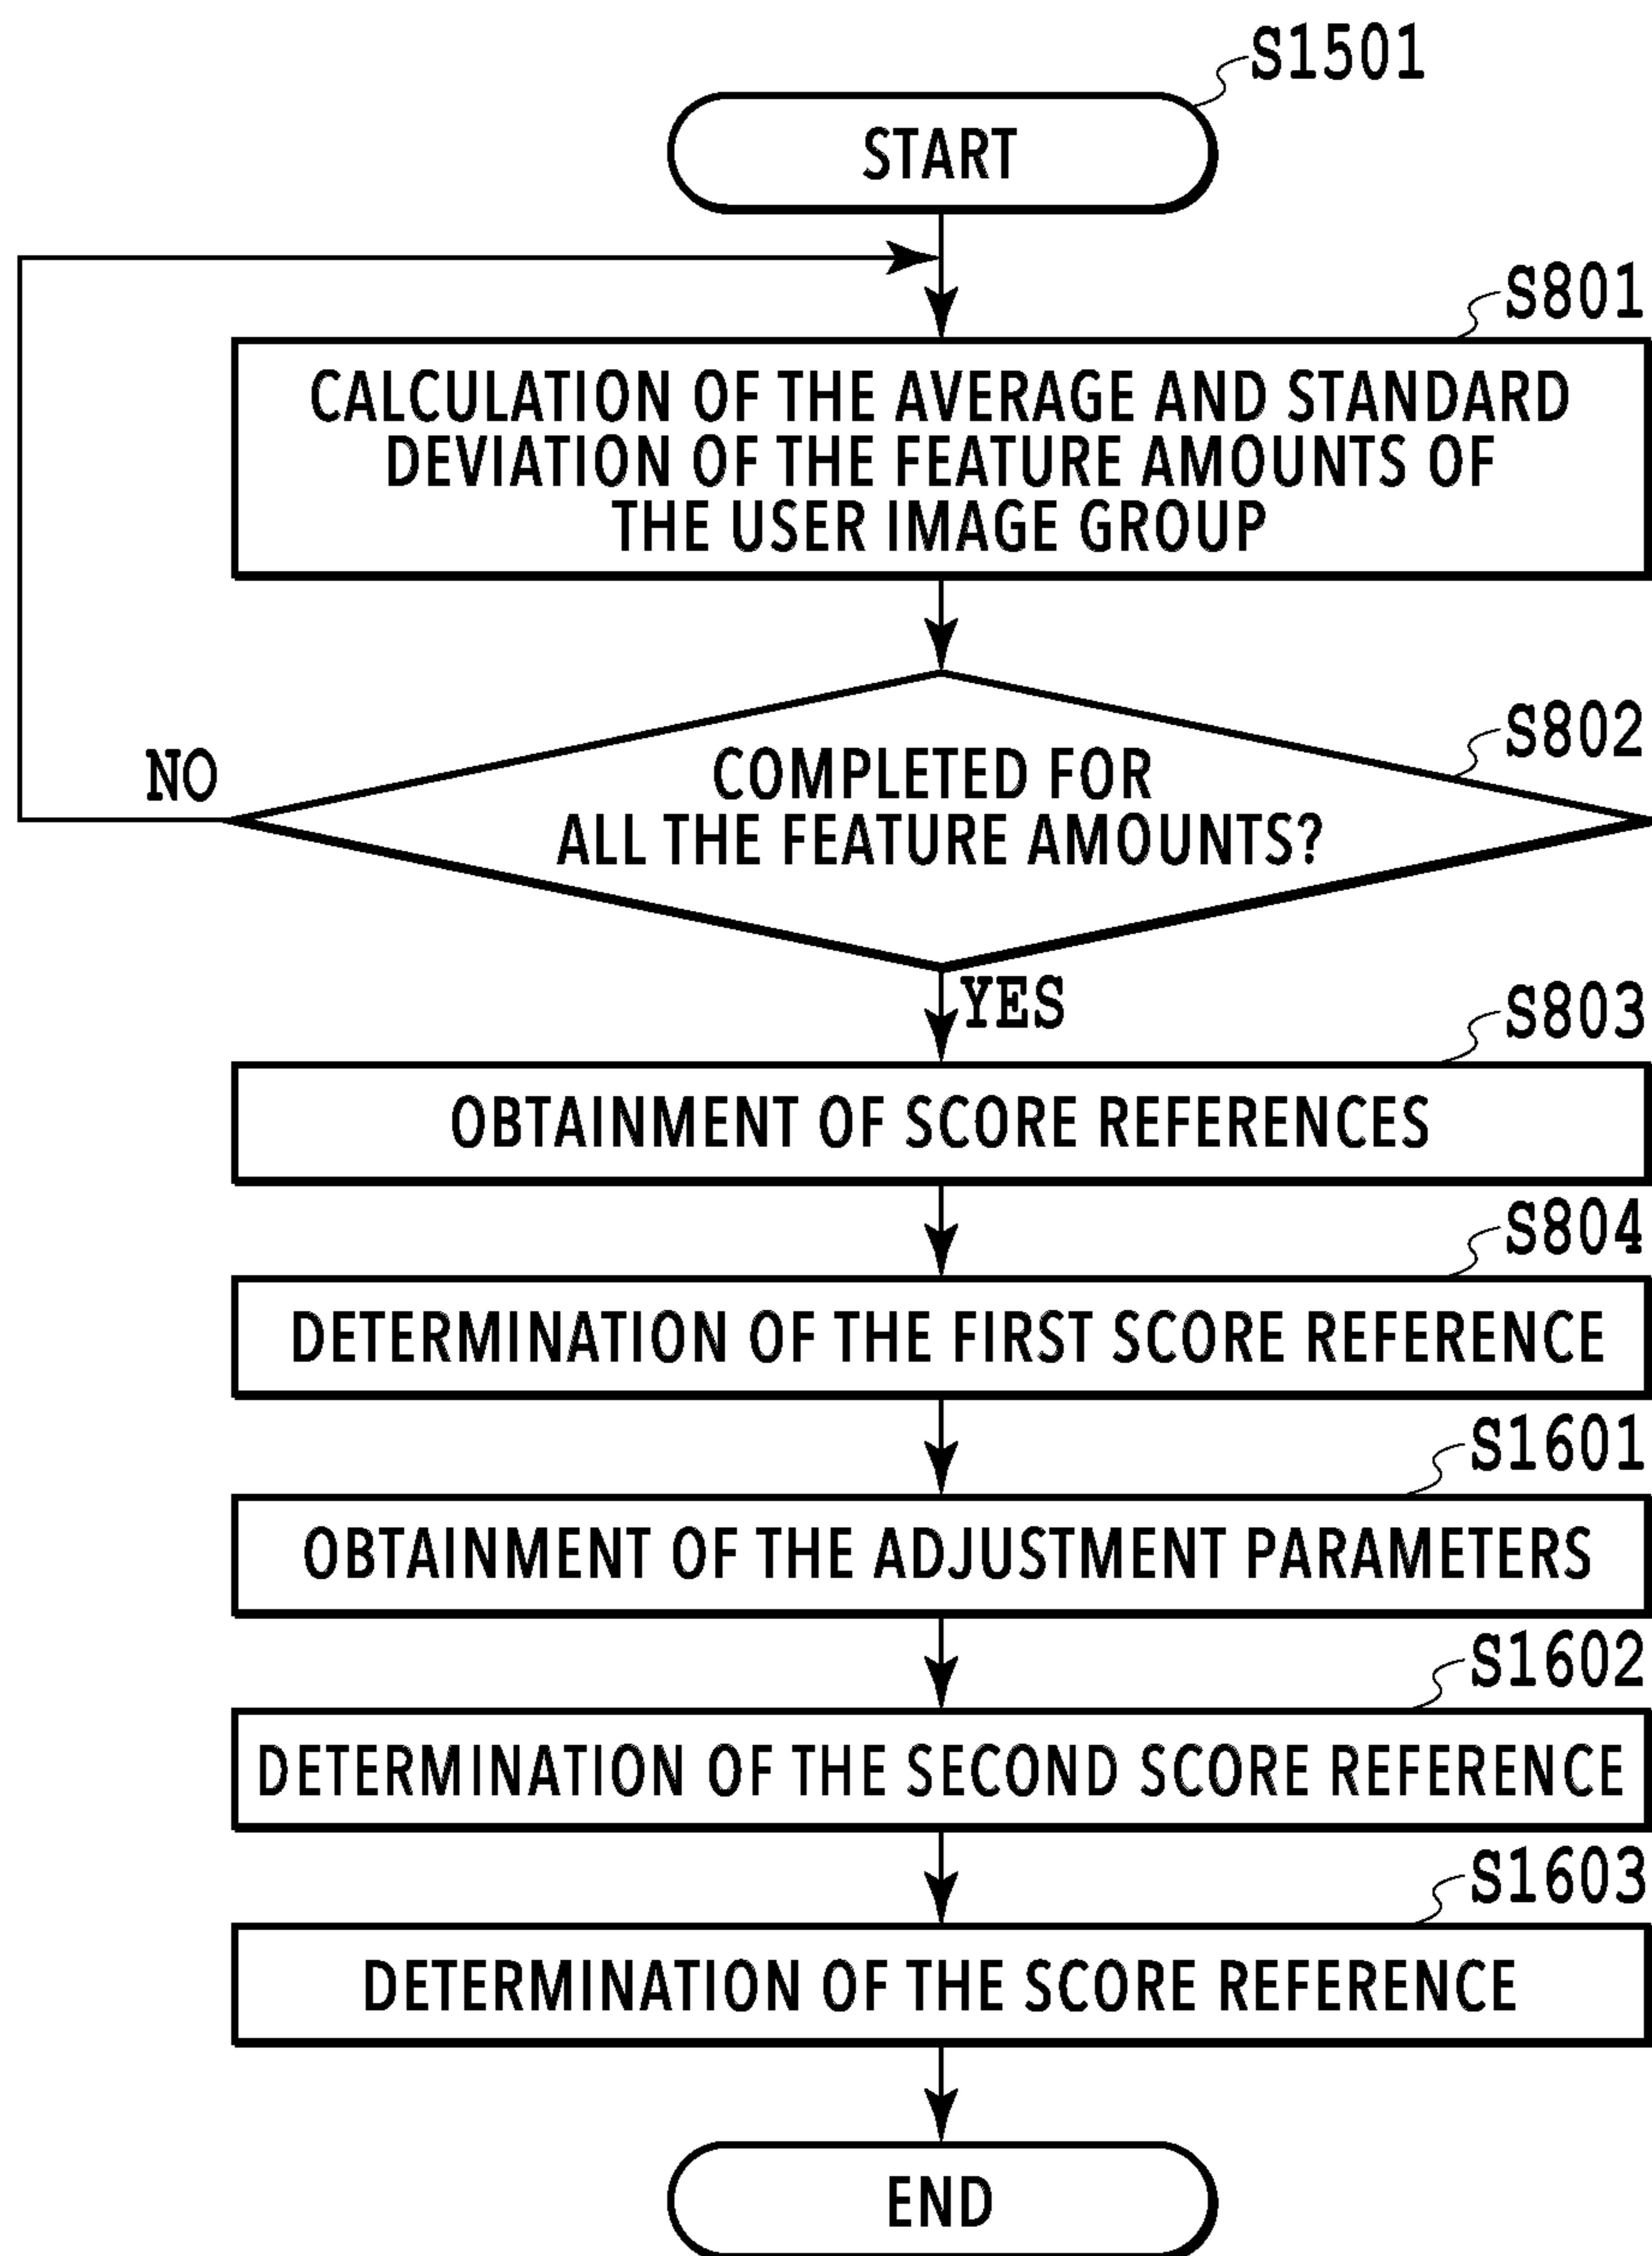 S1501
START
S801
CALCULATION OF THE AVERAGE AND STANDARD
DEVIATION OF THE FEATURE AMOUNTS OF
THE USER IMAGE GROUP
S802
NO
COMPLETED FOR
ALL THE FEATURE AMOUNTS?
YES
S803
OBTAINMENT OF SCORE REFERENCES
S804
DETERMINATION OF THE FIRST SCORE REFERENCE
S1601
OBTAINMENT OF THE ADJUSTMENT PARAMETERS
S1602
DETERMINATION OF THE SECOND SCORE REFERENCE
S1603
DETERMINATION OF THE SCORE REFERENCE
END